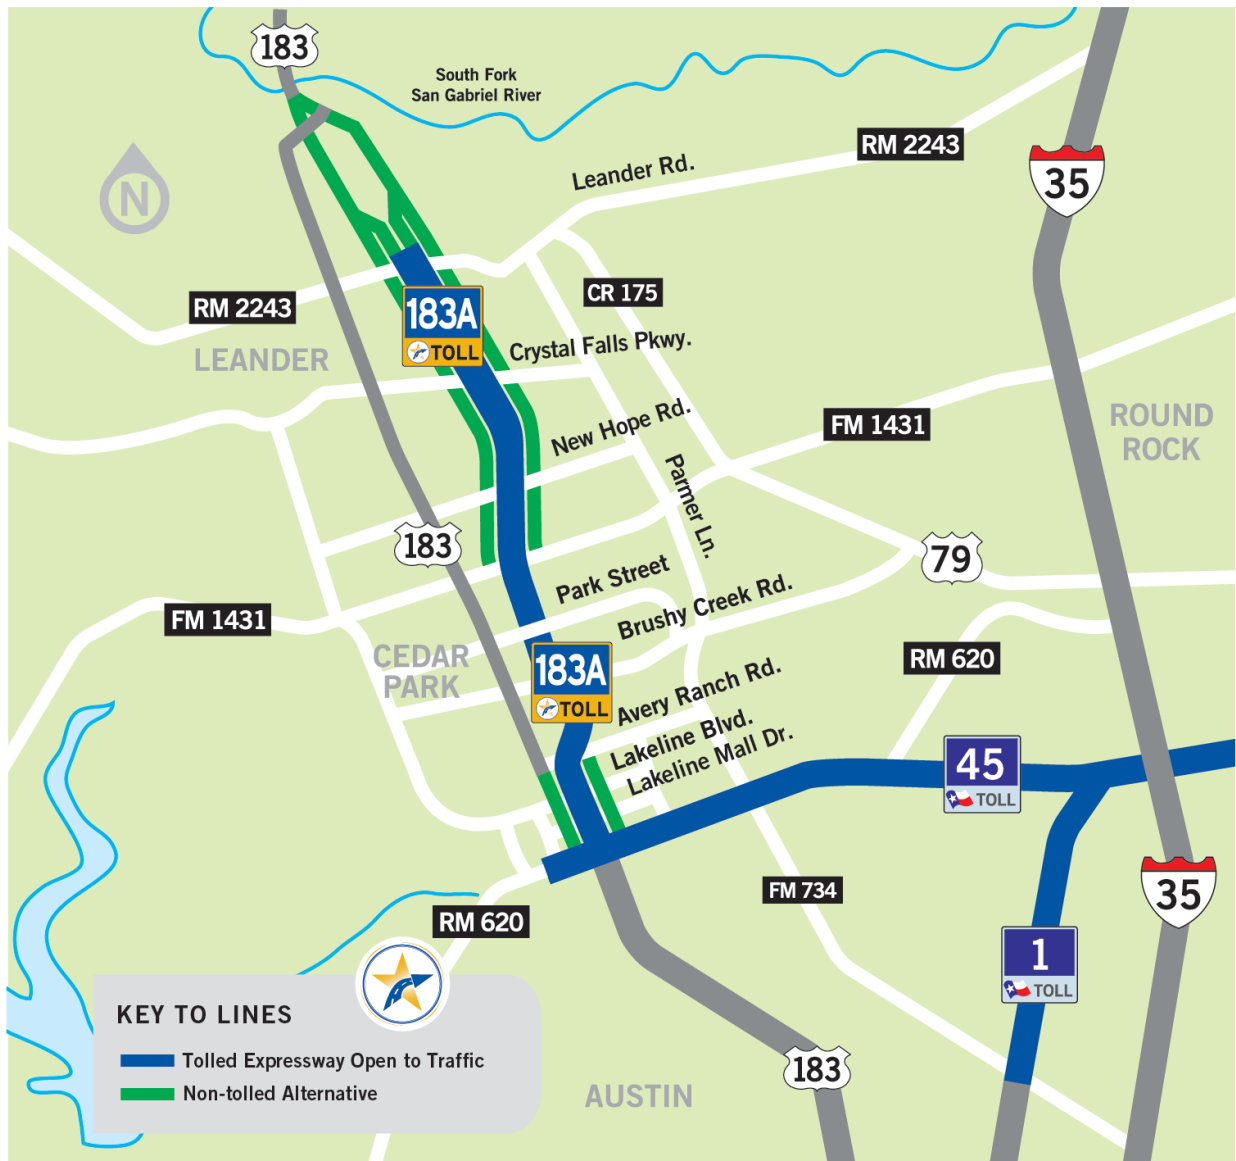 183
South Fork
San Gabriel River
RM 2243
35
Leander Rd.
N
CR 175
RM 2243
183A
TOLL
LEANDER
Crystal Falls Pkwy.
New Hope Rd.
FM 1431
ROUND
ROCK
Parmer Ln.
183
79
Park Street
Brushy Creek Rd.
FM 1431
CEDAR
PARK
RM 620
183A
TOLL
Avery Ranch Rd.
Lakeline Blvd.
Lakeline Mall Dr.
45
TOLL
FM 734
35
RM 620
1
TOLL
KEY TO LINES
Tolled Expressway Open to Traffic
Non-tolled Alternative
183
AUSTIN